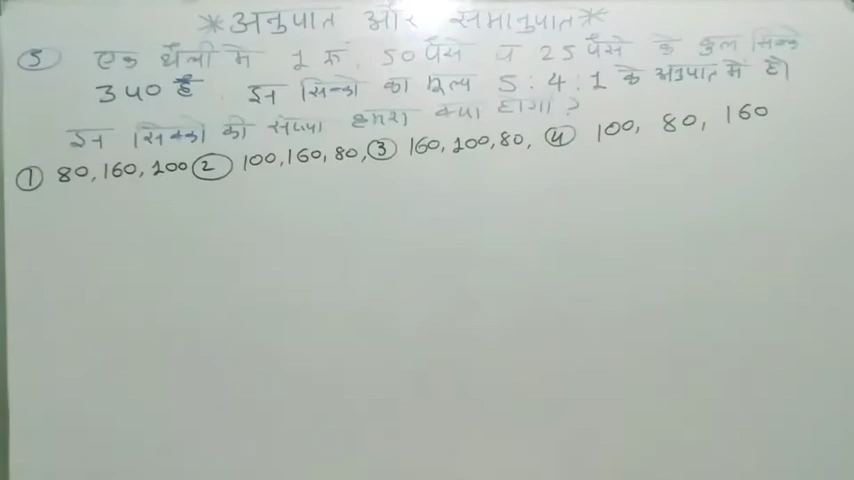 *अनुपात और समानुपात*
5 एक थैली मे 1 रु. 50 पैसे व 25 पैसे के कुल सिक्के
340 है इन सिक्को का मूल्य 5 : 4 : 1 के अनुपात में है।
इन सिक्को की संख्या क्या होगा ?
1 80, 160, 100 2 100, 160, 80, 3 160, 100, 80, 4 100, 80, 160